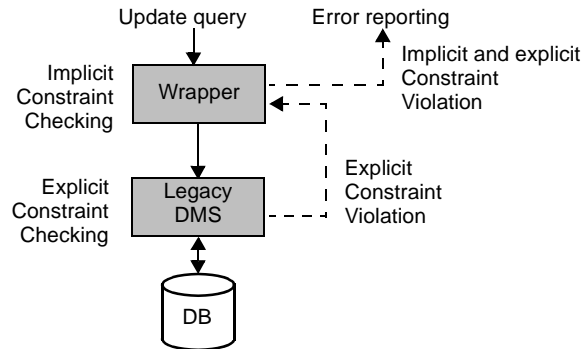 Update query
Error reporting
Implicit
Constraint
Checking
Wrapper
Implicit and explicit
Constraint
Violation
Explicit
Constraint
Checking
Legacy
DMS
Explicit
Constraint
Violation
DB